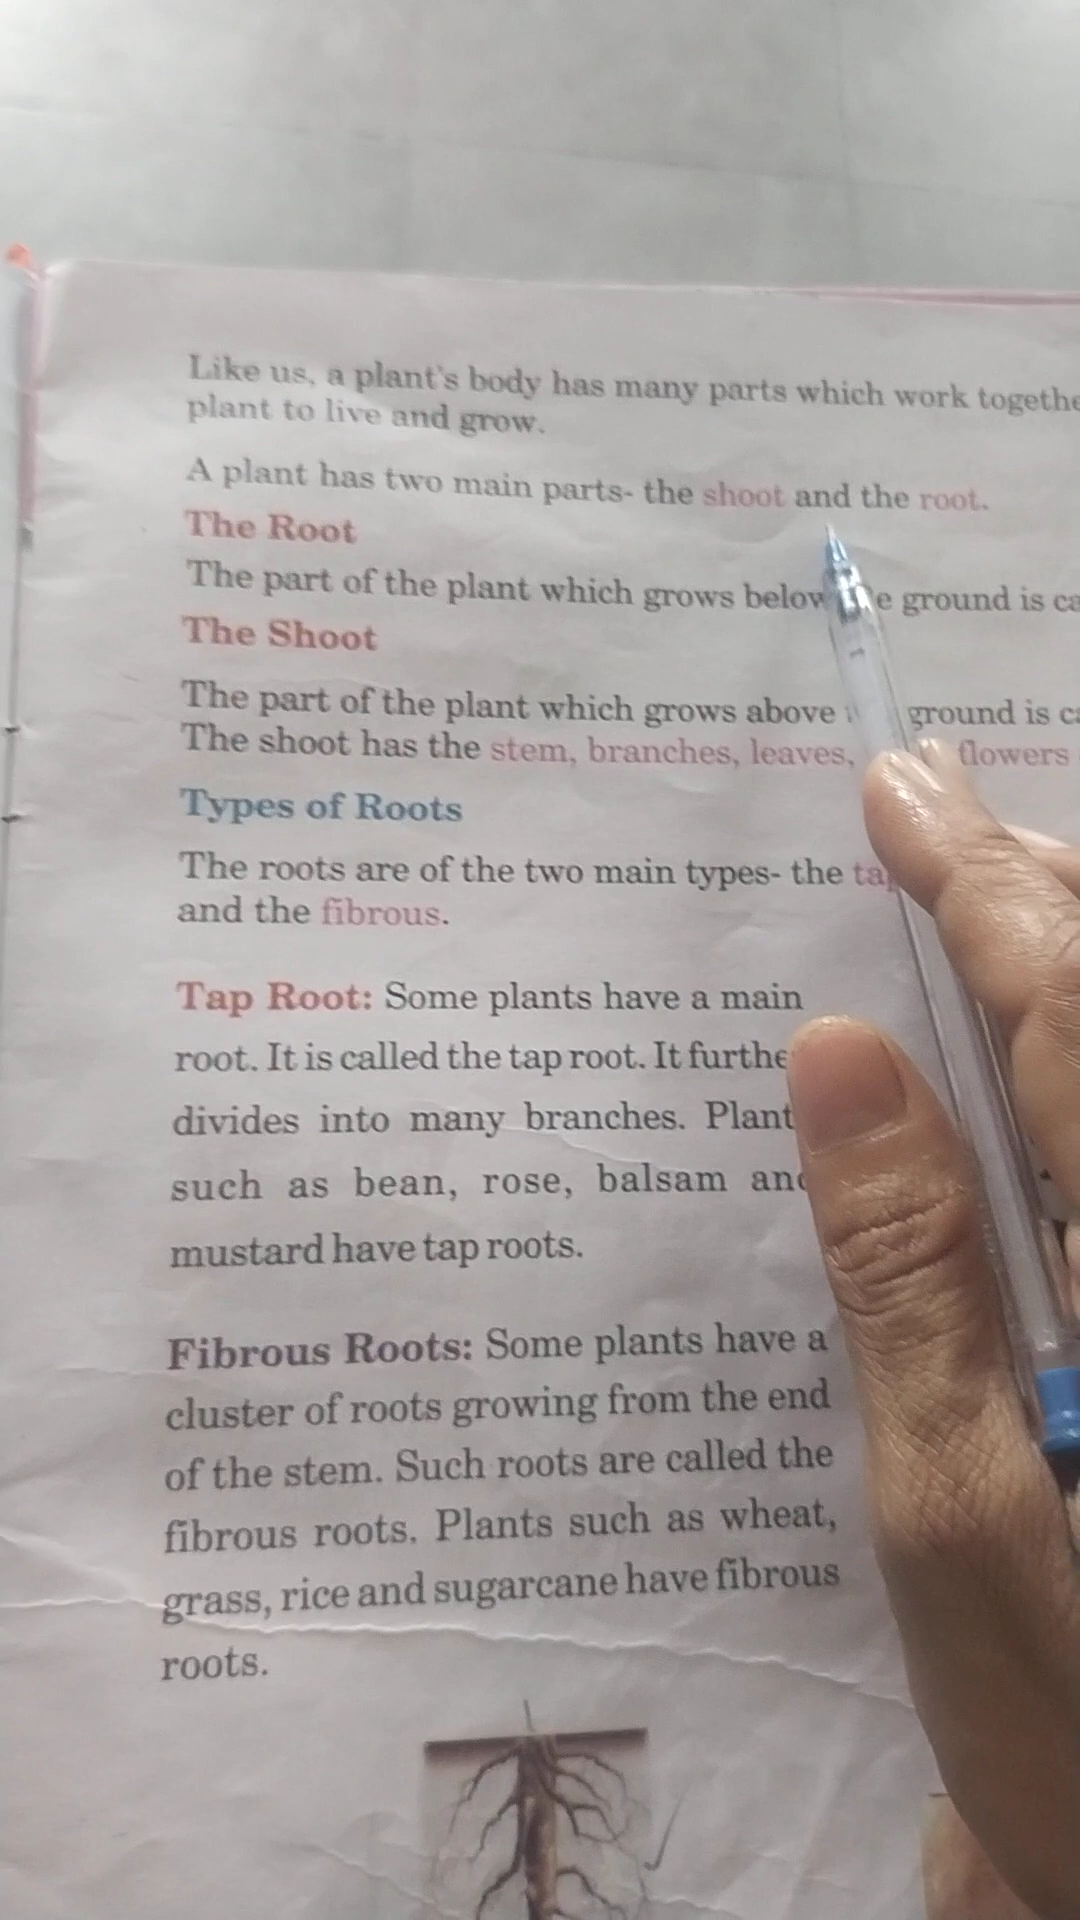 Like us, a plant's body has many parts which work
plant to live and grow.
A plant has two main parts- the shoot and the root.
The Root
The part of the plant which grows below ground is
The Shoot
The part of the plant which grows above ground is
The shoot has the stem, branches, leaves, flowers
Types of Roots
The roots are of the two main types- the
and the fibrous.
Tap Root: Some plants have a main
root. It is called the tap root. It
divides into many branches.
such as bean, rose, balsam
mustard have tap roots.
Fibrous Roots: Some plants have a
cluster of roots growing from the end
of the stem. Such roots are called the
fibrous roots. Plants such as wheat,
grass, rice and sugarcane have fibrous
roots.